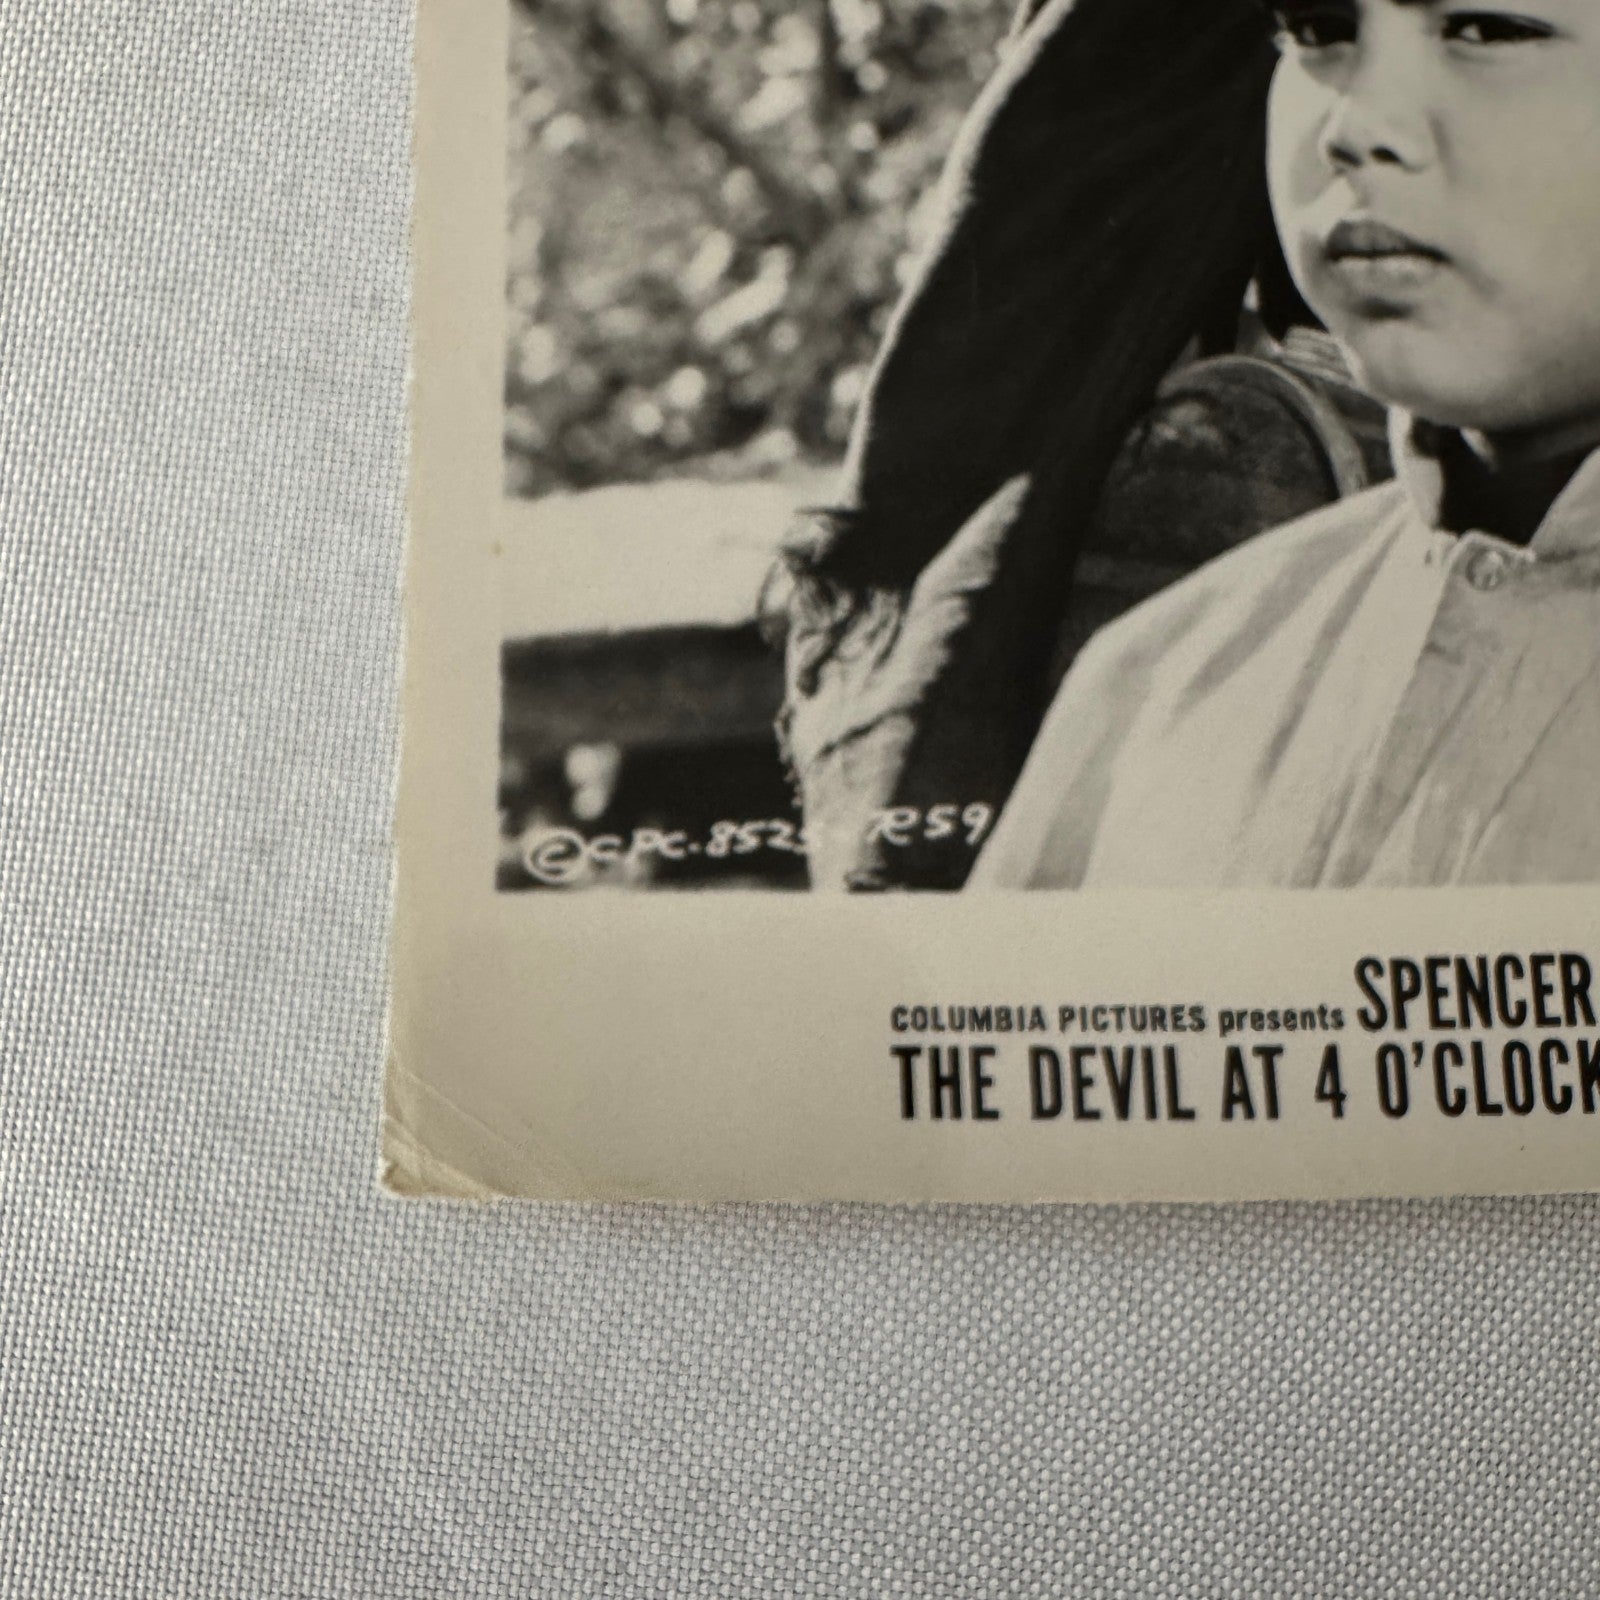 ©CPC-8525 R59
COLUMBIA PICTURES presents SPENCER
THE DEVIL AT 4 O'CLOCK